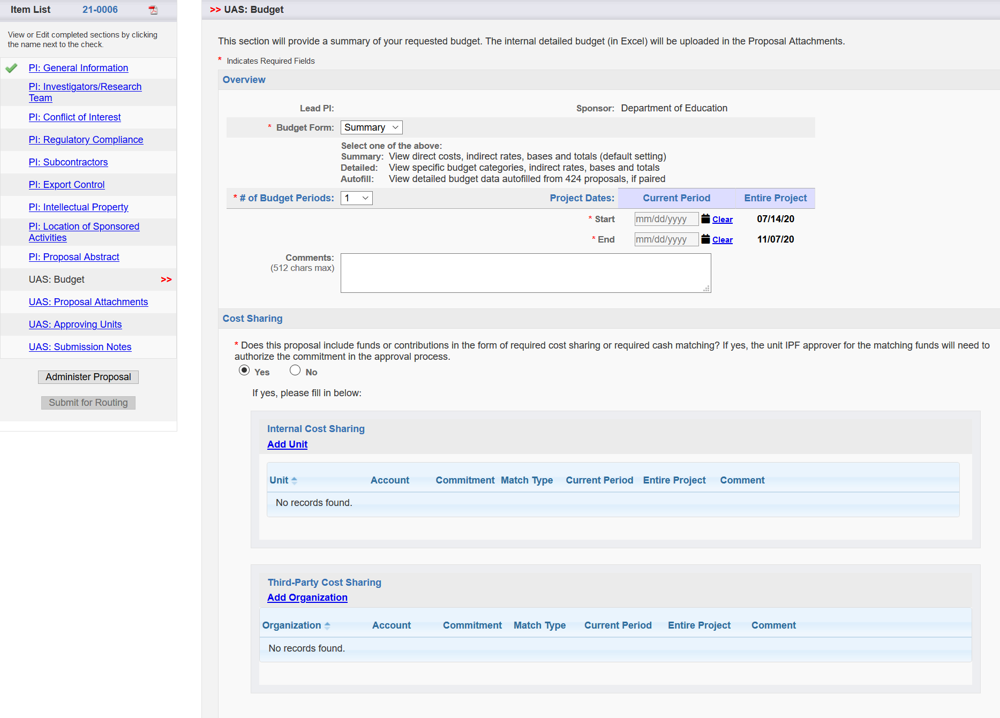 Item List 21-0006
View or Edit completed sections by clicking
the name next to the check.
PI: General Information
PI: Investigators/Research
Team
PI: Conflict of Interest
PI: Regulatory Compliance
PI: Subcontractors
PI: Export Control
PI: Intellectual Property
PI: Location of Sponsored
Activities
PI: Proposal Abstract
UAS: Budget >>
UAS: Proposal Attachments
UAS: Approving Units
UAS: Submission Notes
Administer Proposal
Submit for Routing
>> UAS: Budget
This section will provide a summary of your requested budget. The internal detailed budget (in Excel) will be uploaded in the Proposal Attachments.
* Indicates Required Fields
Overview
Lead PI: Sponsor: Department of Education
* Budget Form: Summary
Select one of the above:
Summary: View direct costs, indirect rates, bases and totals (default setting)
Detailed: View specific budget categories, indirect rates, bases and totals
Autofill: View detailed budget data autofilled from 424 proposals, if paired
* # of Budget Periods: 1 Project Dates: Current Period Entire Project
* Start mm/dd/yyyy Clear 07/14/20
* End mm/dd/yyyy Clear 11/07/20
Comments:
(512 chars max)
Cost Sharing
* Does this proposal include funds or contributions in the form of required cost sharing or required cash matching? If yes, the unit IPF approver for the matching funds will need to
authorize the commitment in the approval process.
Yes No
If yes, please fill in below:
Internal Cost Sharing
Add Unit
Unit Account Commitment Match Type Current Period Entire Project Comment
No records found.
Third-Party Cost Sharing
Add Organization
Organization Account Commitment Match Type Current Period Entire Project Comment
No records found.